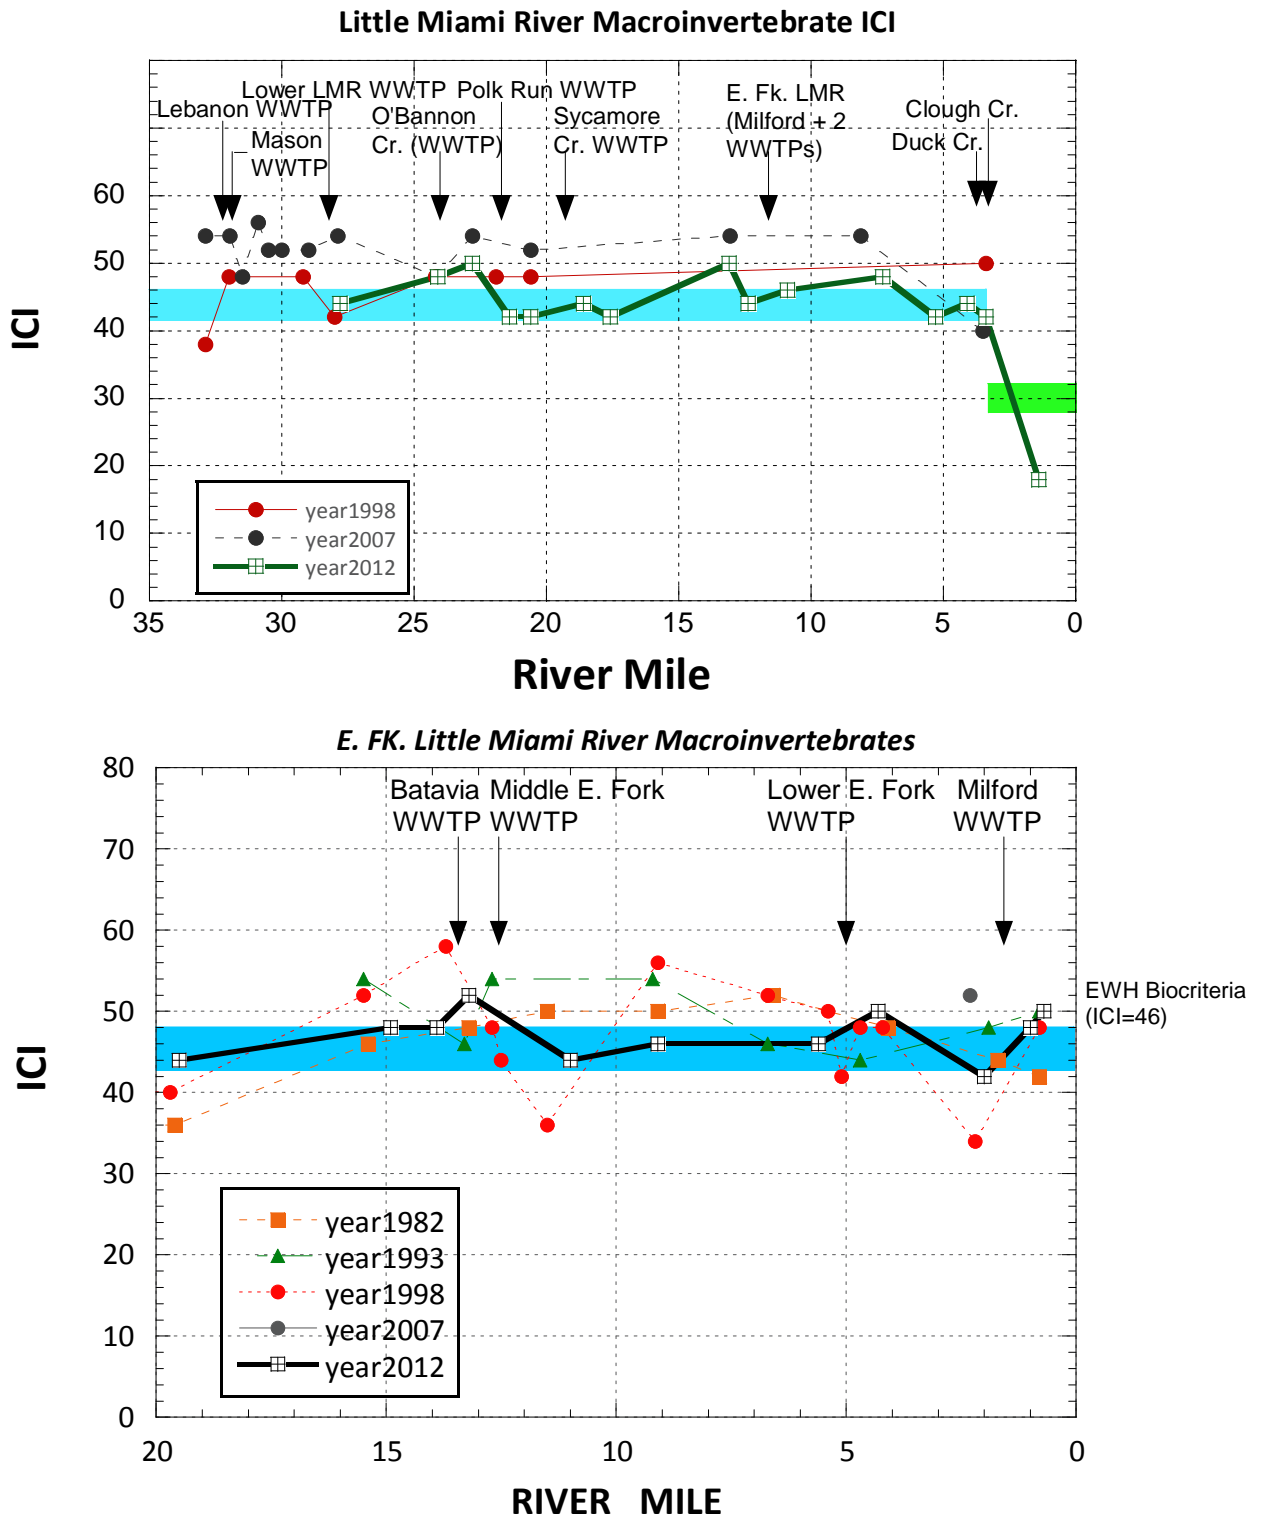 Little Miami River Macroinvertebrate ICI
Lower LMR WWTP
Polk Run WWTP
Lebanon WWTP
Mason
WWTP
O'Bannon
Cr. (WWTP)
Sycamore
Cr. WWTP
E. Fk. LMR
(Milford + 2
WWTPs)
Clough Cr.
Duck Cr.
ICI
60
50
40
30
20
10
0
year1998
year2007
year2012
35 30 25 20 15 10 5 0
River Mile
E. FK. Little Miami River Macroinvertebrates
Batavia
WWTP
Middle E. Fork
WWTP
Lower E. Fork
WWTP
Milford
WWTP
EWH Biocriteria
(ICI=46)
ICI
80
70
60
50
40
30
20
10
0
year1982
year1993
year1998
year2007
year2012
20 15 10 5 0
RIVER MILE